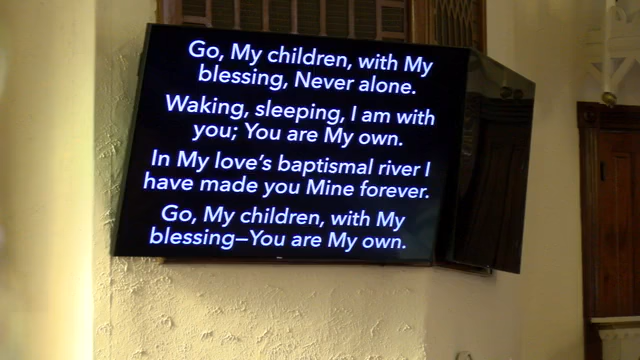 Go, My children, with My
blessing, Never alone.
Waking, sleeping, I am with
you; You are My own.
In My love's baptismal river I
have made you Mine forever.
Go, My children, with My
blessing—You are My own.